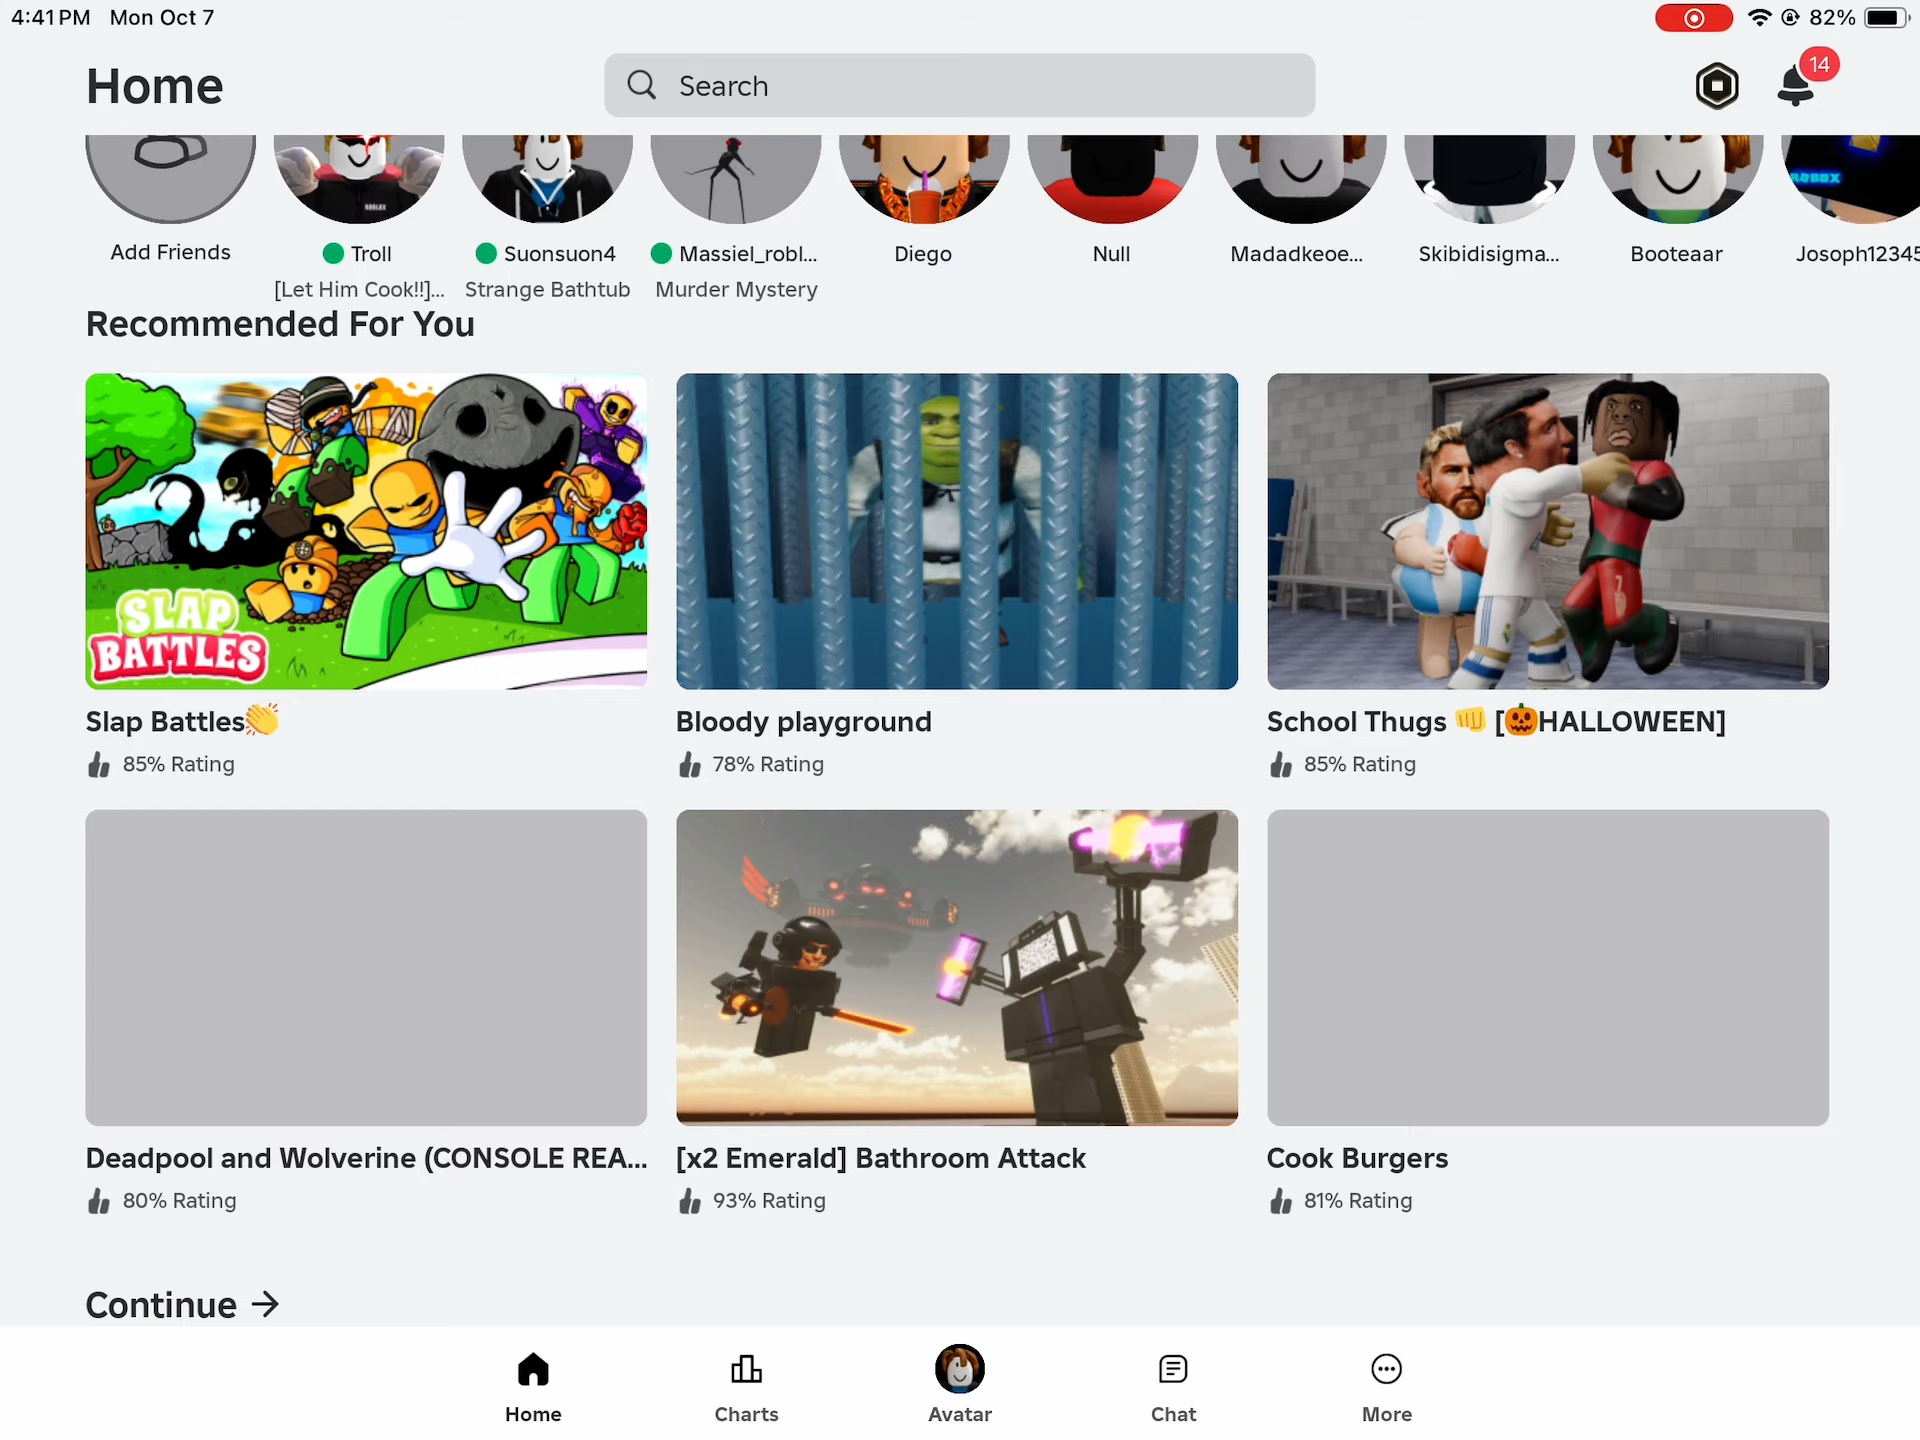 4:41 PM Mon Oct 7
82%
Home
Search
14
ROBLOX
ROBOX
Add Friends
Troll
Suonsuon4
Massiel_robl...
Diego
Null
Madadkeoe...
Skibidisigma...
Booteaar
Josoph12345
[Let Him Cook!!]...
Strange Bathtub
Murder Mystery
Recommended For You
SLAP
BATTLES
Slap Battles👏
Bloody playground
School Thugs 👊 [🎃HALLOWEEN]
85% Rating
78% Rating
85% Rating
Deadpool and Wolverine (CONSOLE REA...
[x2 Emerald] Bathroom Attack
Cook Burgers
80% Rating
93% Rating
81% Rating
Continue →
Home
Charts
Avatar
Chat
More